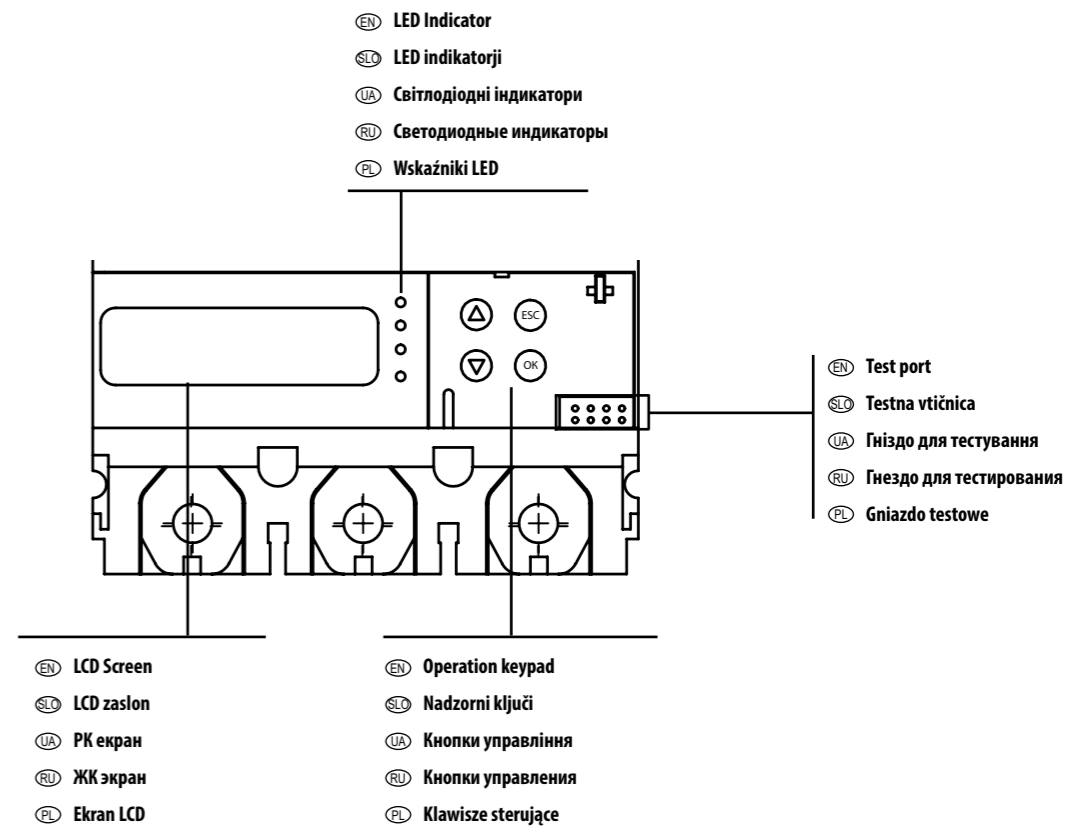 EN LED Indicator
SLO LED indikatorji
UA Світлодіодні індикатори
RU Светодиодные индикаторы
PL Wskaźniki LED
ESC
OK
EN Test port
SLO Testna vtičnica
UA Гніздо для тестування
RU Гнездо для тестирования
PL Gniazdo testowe
EN LCD Screen
SLO LCD zaslon
UA РК екран
RU ЖК экран
PL Ekran LCD
EN Operation keypad
SLO Nadzorni ključi
UA Кнопки управління
RU Кнопки управления
PL Klawisze sterujące